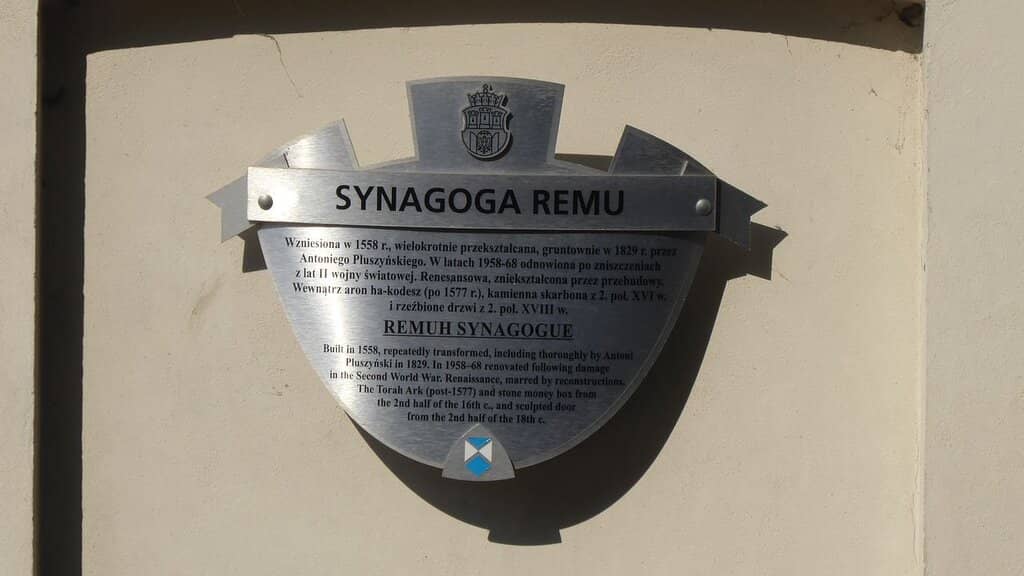 SYNAGOGA REMU
Wzniesiona w 1558 r., wielokrotnie przekształcana, gruntownie w 1829 r. przez
Antoniego Pluszyńskiego. W latach 1958-68 odnowiona po zniszczeniach
z lat II wojny światowej. Renesansowa, zniekształcona przez przebudowy.
Wewnątrz aron ha-kodesz (po 1577 r.), kamienna skarbona z 2. poł. XVI w.
i rzeźbione drzwi z 2. poł. XVIII w.
REMUH SYNAGOGUE
Built in 1558, repeatedly transformed, including thoroughly by Antoni
Pluszyński in 1829. In 1958–68 renovated following damage
in the Second World War. Renaissance, marred by reconstructions.
The Torah Ark (post-1577) and stone money box from
the 2nd half of the 16th c., and sculpted door
from the 2nd half of the 18th c.